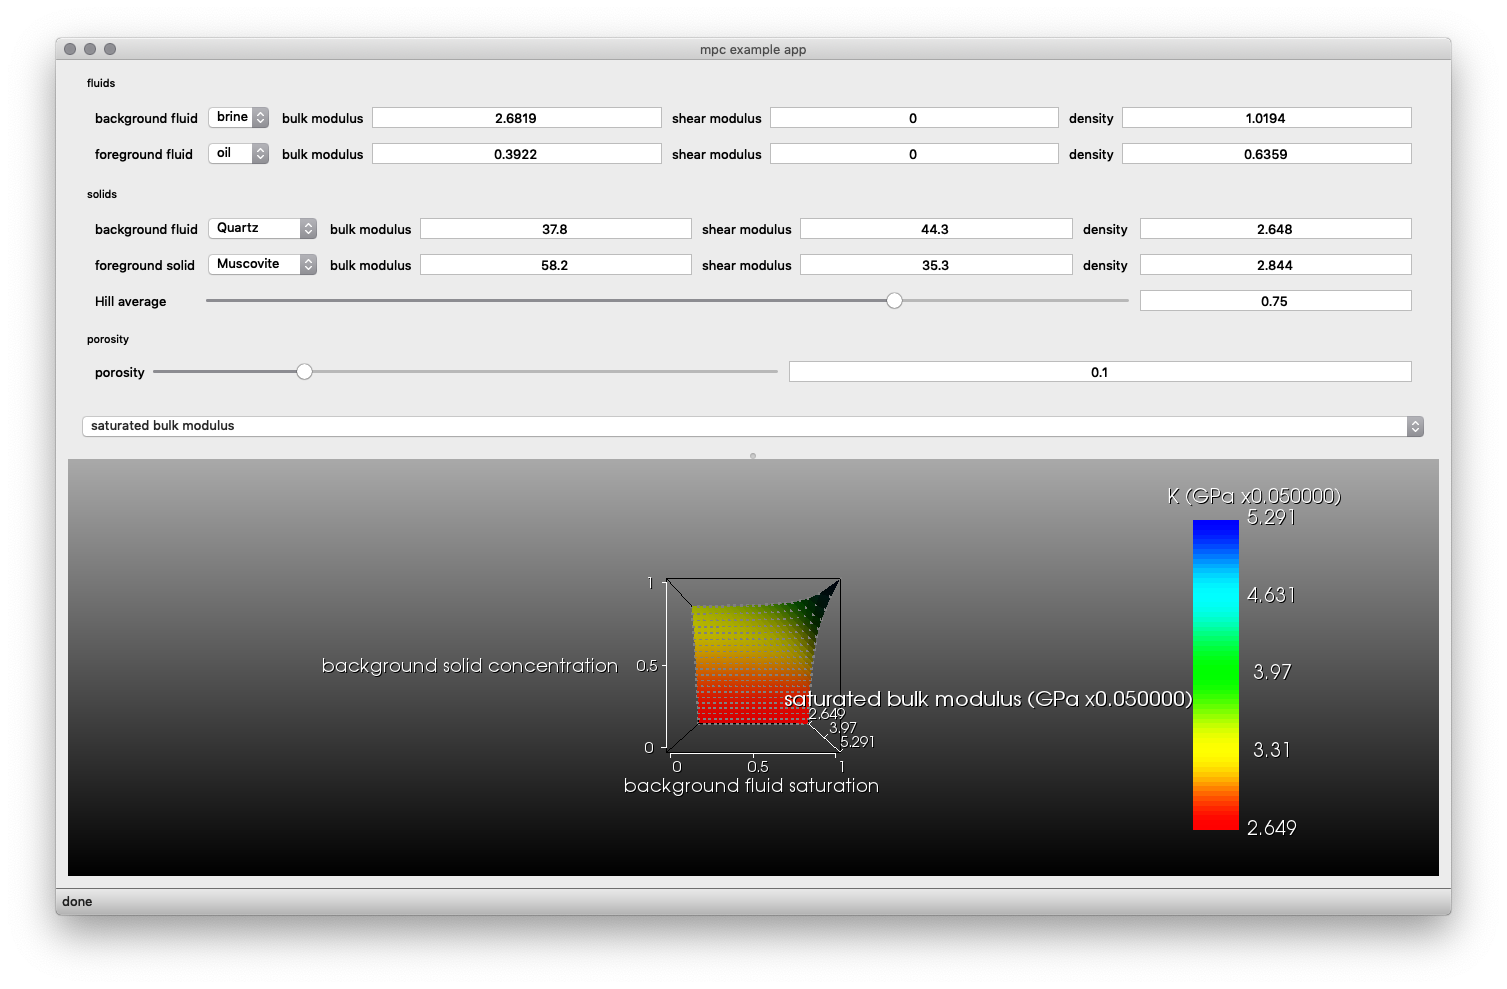 mpc example app
fluids
background fluid brine bulk modulus 2.6819 shear modulus 0 density 1.0194
foreground fluid oil bulk modulus 0.3922 shear modulus 0 density 0.6359
solids
background fluid Quartz bulk modulus 37.8 shear modulus 44.3 density 2.648
foreground solid Muscovite bulk modulus 58.2 shear modulus 35.3 density 2.844
Hill average 0.75
porosity
porosity 0.1
saturated bulk modulus
K (GPa x0.050000)
5.291
1
4.631
background solid concentration 0.5
3.97
saturated bulk modulus (GPa x0.050000)
2.649
3.97
5.291
0
3.31
0 0.5 1
background fluid saturation
2.649
done